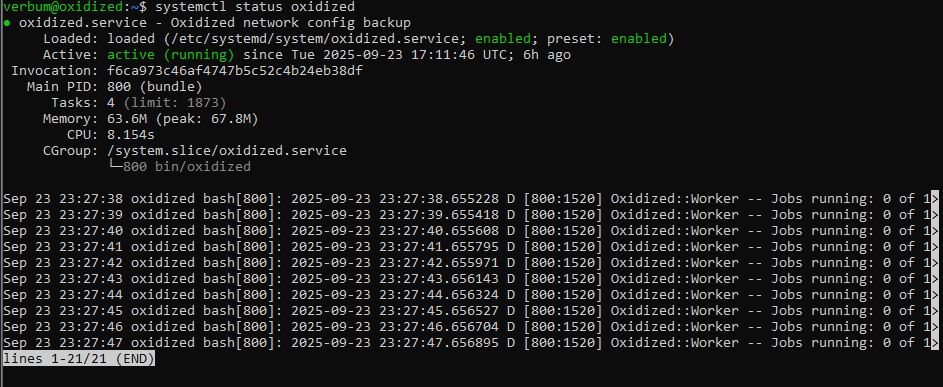 verbum@oxidized:~$ systemctl status oxidized
● oxidized.service - Oxidized network config backup
     Loaded: loaded (/etc/systemd/system/oxidized.service; enabled; preset: enabled)
     Active: active (running) since Tue 2025-09-23 17:11:46 UTC; 6h ago
 Invocation: f6ca973c46af4747b5c52c4b24eb38df
   Main PID: 800 (bundle)
      Tasks: 4 (limit: 1873)
     Memory: 63.6M (peak: 67.8M)
        CPU: 8.154s
     CGroup: /system.slice/oxidized.service
             └─800 bin/oxidized

Sep 23 23:27:38 oxidized bash[800]: 2025-09-23 23:27:38.655228 D [800:1520] Oxidized::Worker -- Jobs running: 0 of 1>
Sep 23 23:27:39 oxidized bash[800]: 2025-09-23 23:27:39.655418 D [800:1520] Oxidized::Worker -- Jobs running: 0 of 1>
Sep 23 23:27:40 oxidized bash[800]: 2025-09-23 23:27:40.655608 D [800:1520] Oxidized::Worker -- Jobs running: 0 of 1>
Sep 23 23:27:41 oxidized bash[800]: 2025-09-23 23:27:41.655795 D [800:1520] Oxidized::Worker -- Jobs running: 0 of 1>
Sep 23 23:27:42 oxidized bash[800]: 2025-09-23 23:27:42.655971 D [800:1520] Oxidized::Worker -- Jobs running: 0 of 1>
Sep 23 23:27:43 oxidized bash[800]: 2025-09-23 23:27:43.656143 D [800:1520] Oxidized::Worker -- Jobs running: 0 of 1>
Sep 23 23:27:44 oxidized bash[800]: 2025-09-23 23:27:44.656324 D [800:1520] Oxidized::Worker -- Jobs running: 0 of 1>
Sep 23 23:27:45 oxidized bash[800]: 2025-09-23 23:27:45.656527 D [800:1520] Oxidized::Worker -- Jobs running: 0 of 1>
Sep 23 23:27:46 oxidized bash[800]: 2025-09-23 23:27:46.656704 D [800:1520] Oxidized::Worker -- Jobs running: 0 of 1>
Sep 23 23:27:47 oxidized bash[800]: 2025-09-23 23:27:47.656895 D [800:1520] Oxidized::Worker -- Jobs running: 0 of 1>
lines 1-21/21 (END)